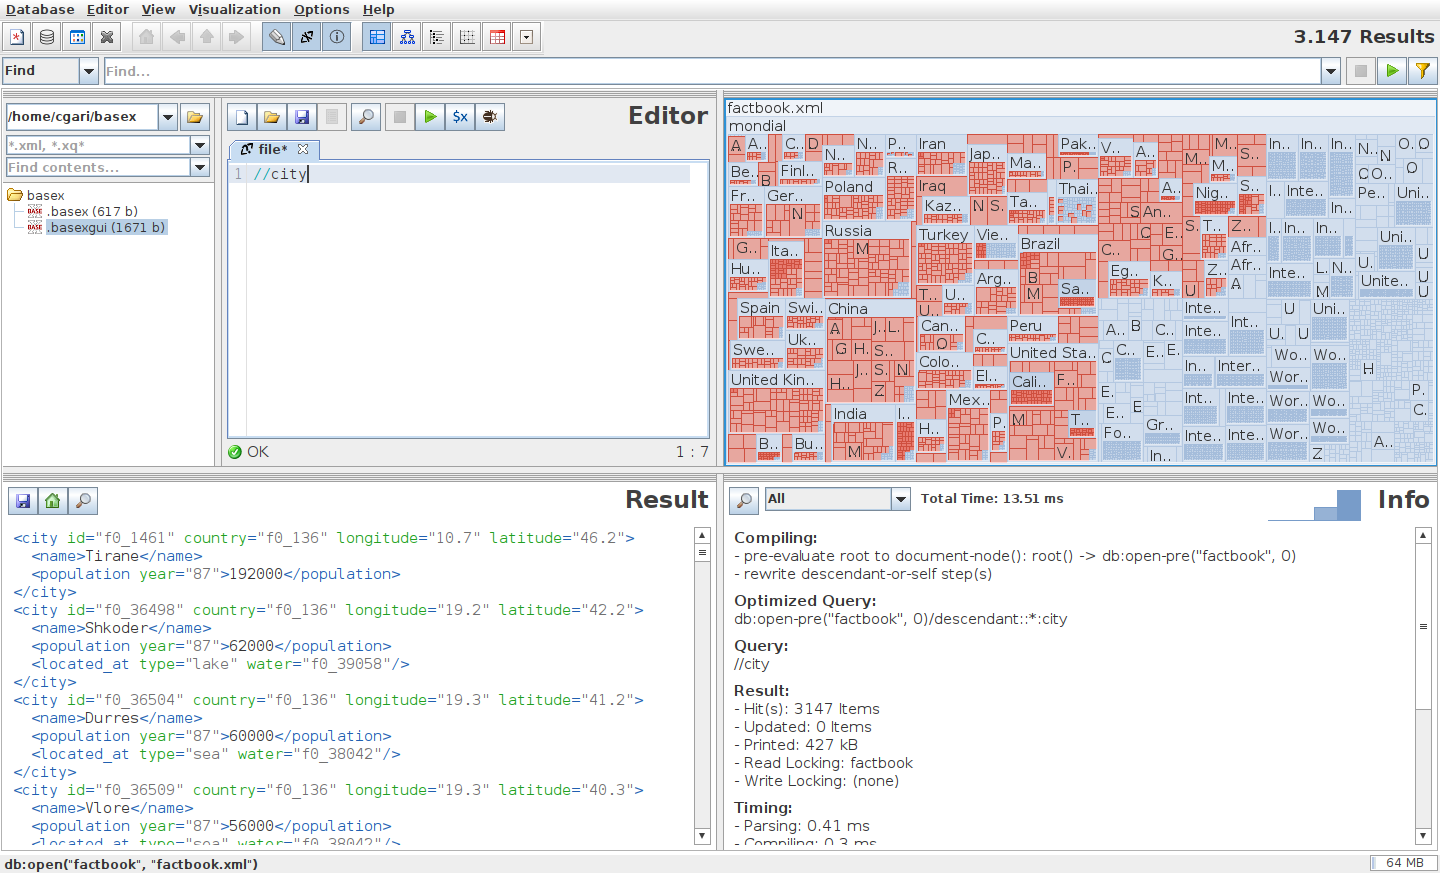 Database Editor View Visualization Options Help
3.147 Results
Find
Find...
/home/cgari/basex
*.xml, *.xq*
Find contents...
basex
.basex (617 b)
.basexgui (1671 b)
Editor
$x
file*
1 //city
OK
1 : 7
factbook.xml
mondial
Iran
Poland
Iraq
Russia
Turkey
Brazil
Spain
China
Peru
United Sta..
United Kin..
India
Result
<city id="f0_1461" country="f0_136" longitude="10.7" latitude="46.2">
<name>Tirane</name>
<population year="87">192000</population>
</city>
<city id="f0_36498" country="f0_136" longitude="19.2" latitude="42.2">
<name>Shkoder</name>
<population year="87">62000</population>
<located_at type="lake" water="f0_39058"/>
</city>
<city id="f0_36504" country="f0_136" longitude="19.3" latitude="41.2">
<name>Durres</name>
<population year="87">60000</population>
<located_at type="sea" water="f0_38042"/>
</city>
<city id="f0_36509" country="f0_136" longitude="19.3" latitude="40.3">
<name>Vlore</name>
<population year="87">56000</population>
<located_at type="sea" water="f0_38042"/>
All
Total Time: 13.51 ms
Info
Compiling:
- pre-evaluate root to document-node(): root() -> db:open-pre("factbook", 0)
- rewrite descendant-or-self step(s)
Optimized Query:
db:open-pre("factbook", 0)/descendant::*:city
Query:
//city
Result:
- Hit(s): 3147 Items
- Updated: 0 Items
- Printed: 427 kB
- Read Locking: factbook
- Write Locking: (none)
Timing:
- Parsing: 0.41 ms
- Compiling: 0.3 ms
db:open("factbook", "factbook.xml")
64 MB